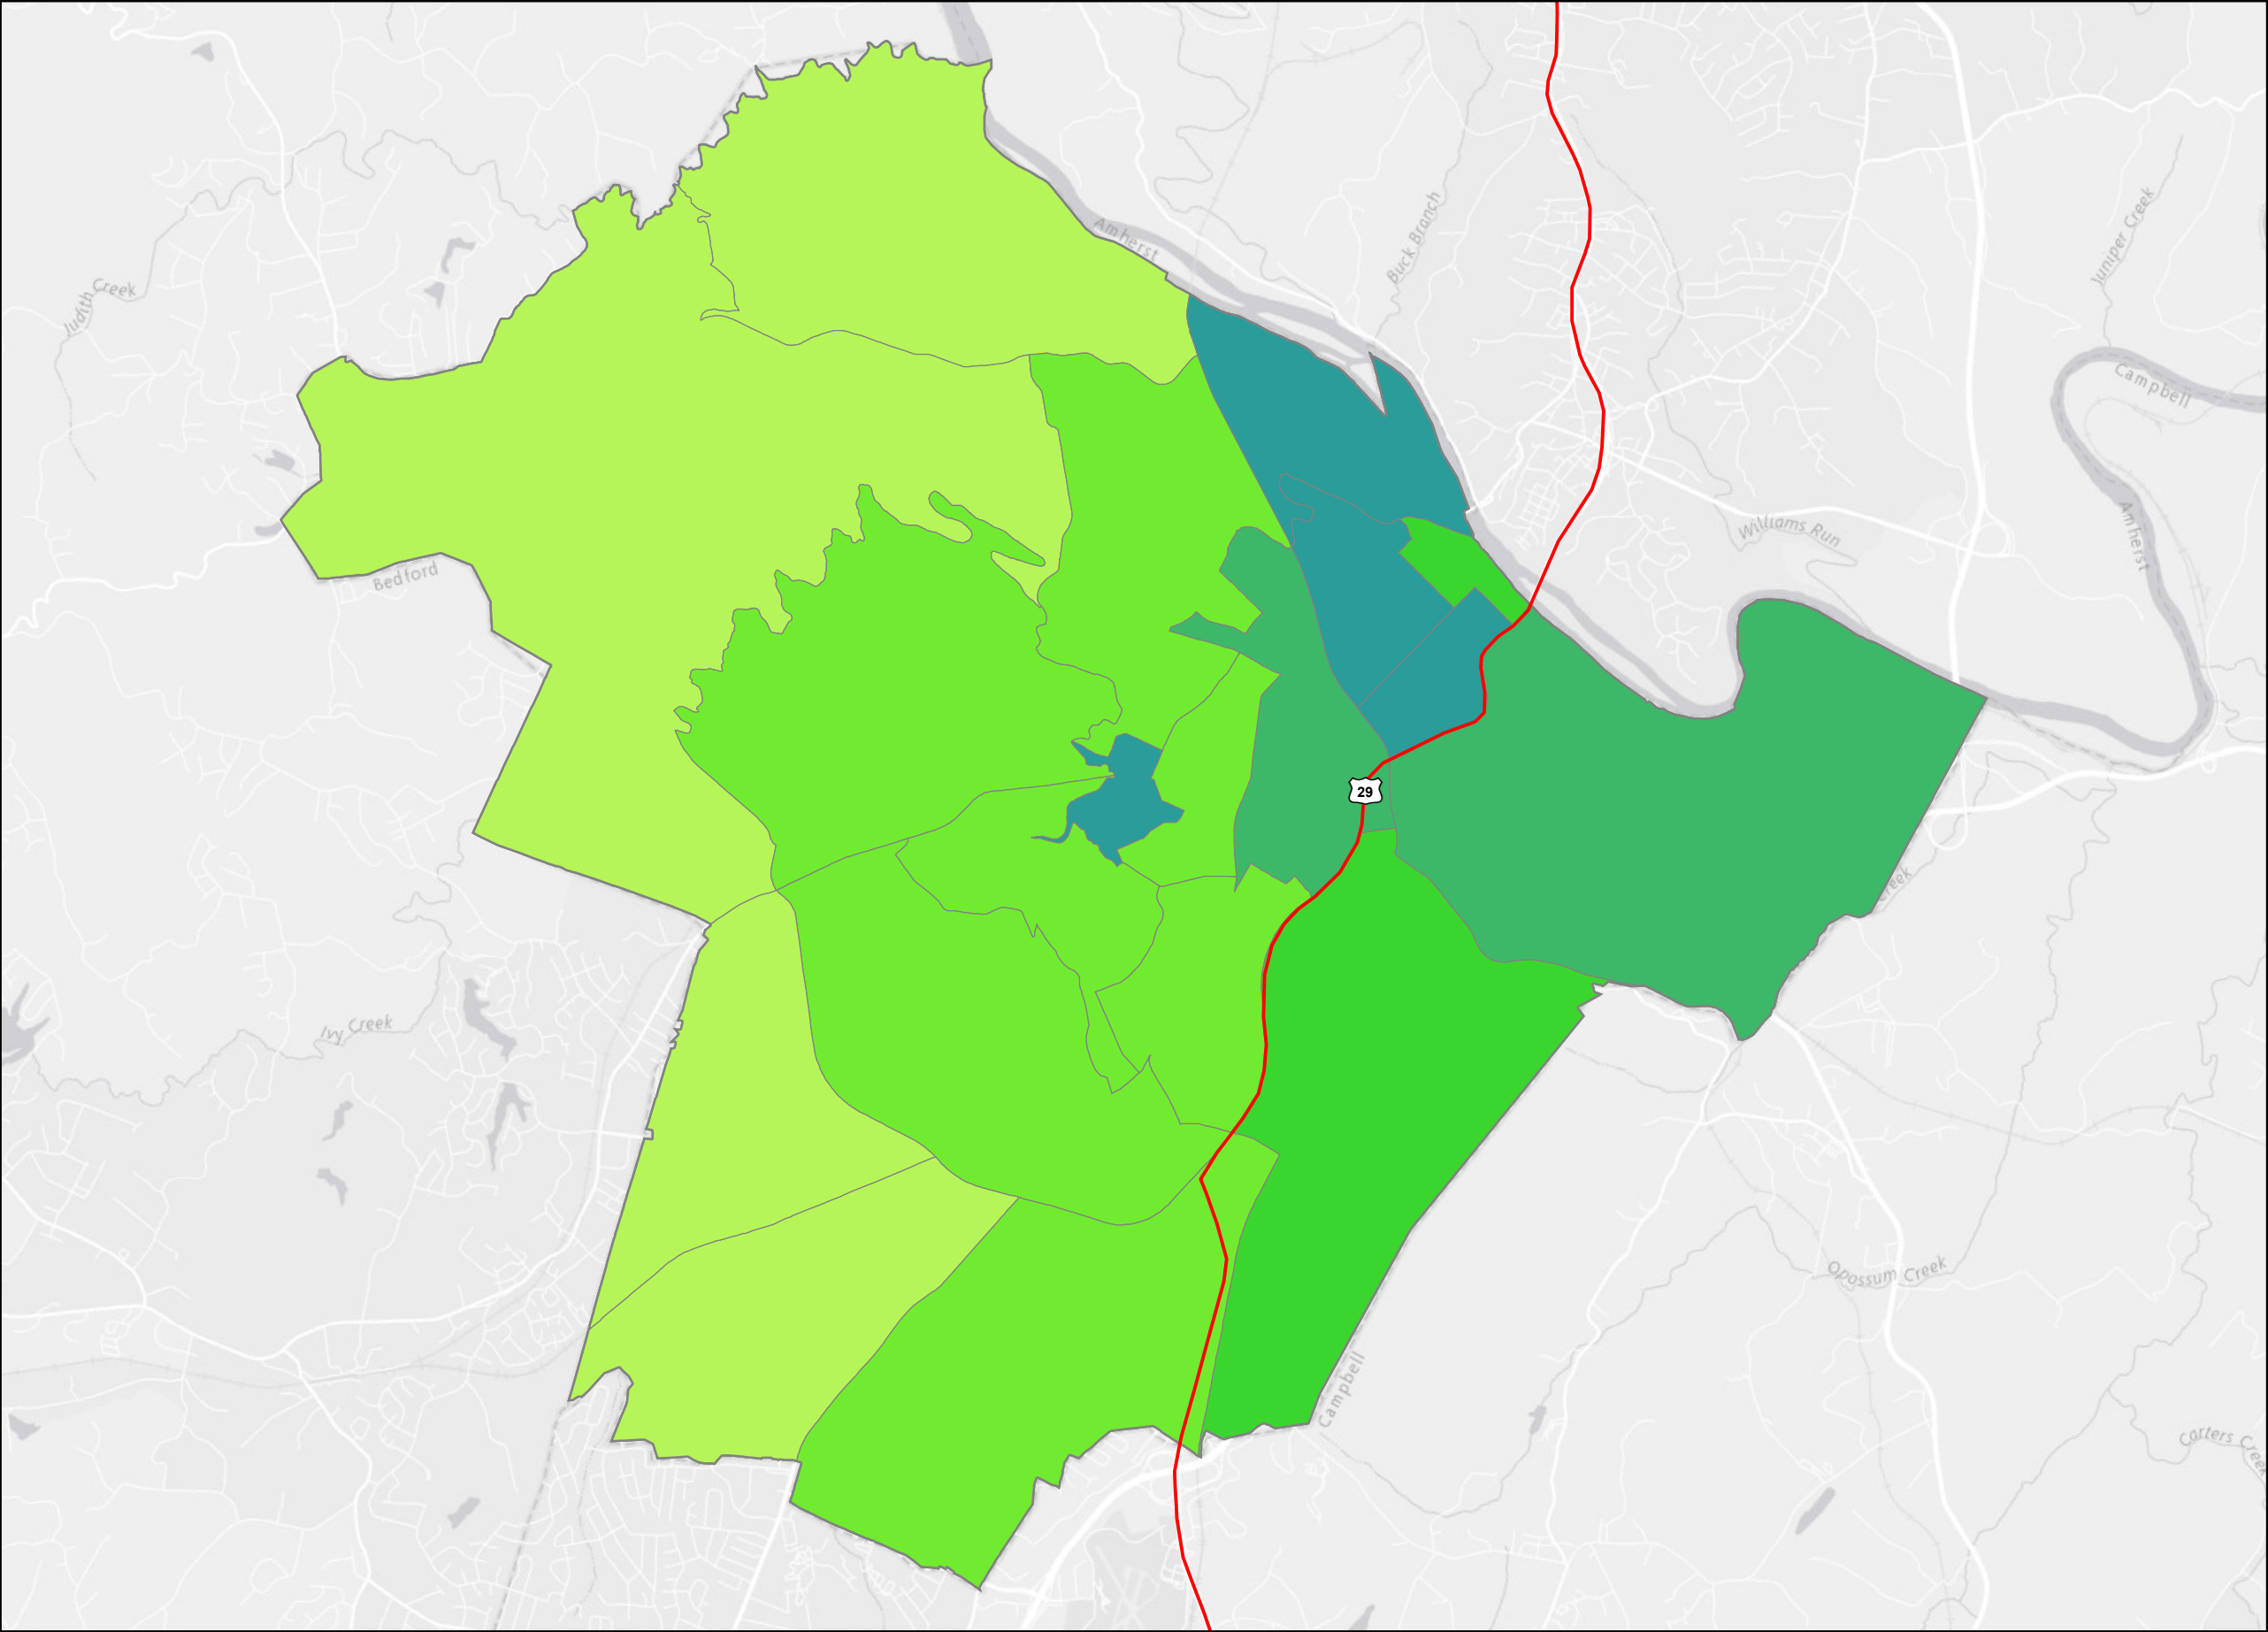 Amherst
Buck Branch
Juniper Creek
Judith Creek
Campbell
Williams Run
Amherst
Bedford
29
Creek
Ivy Creek
Opossum Creek
Campbell
Carters Creek